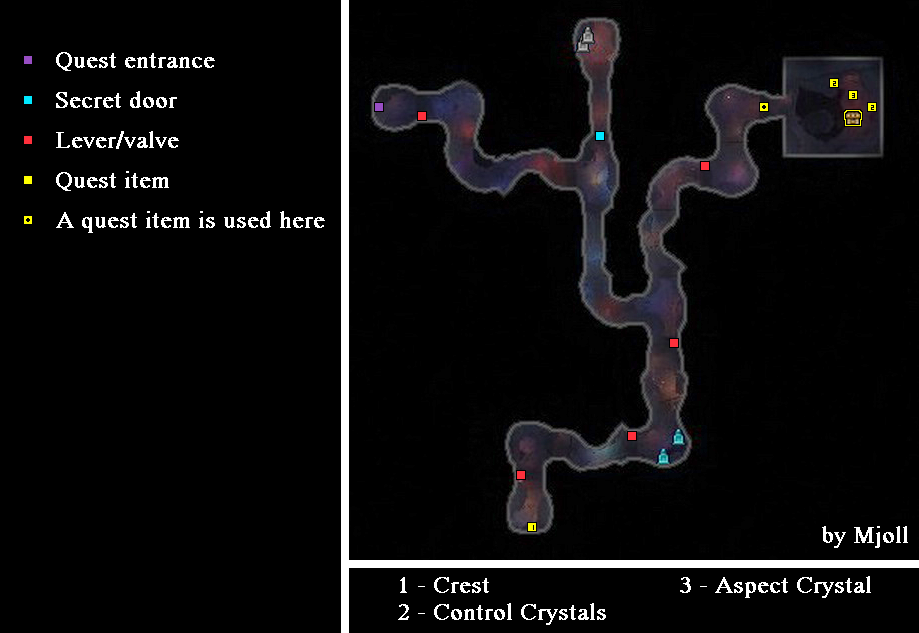 Quest entrance
Secret door
Lever/valve
Quest item
A quest item is used here
2
3
2
1
by Mjoll
1 - Crest
2 - Control Crystals
3 - Aspect Crystal